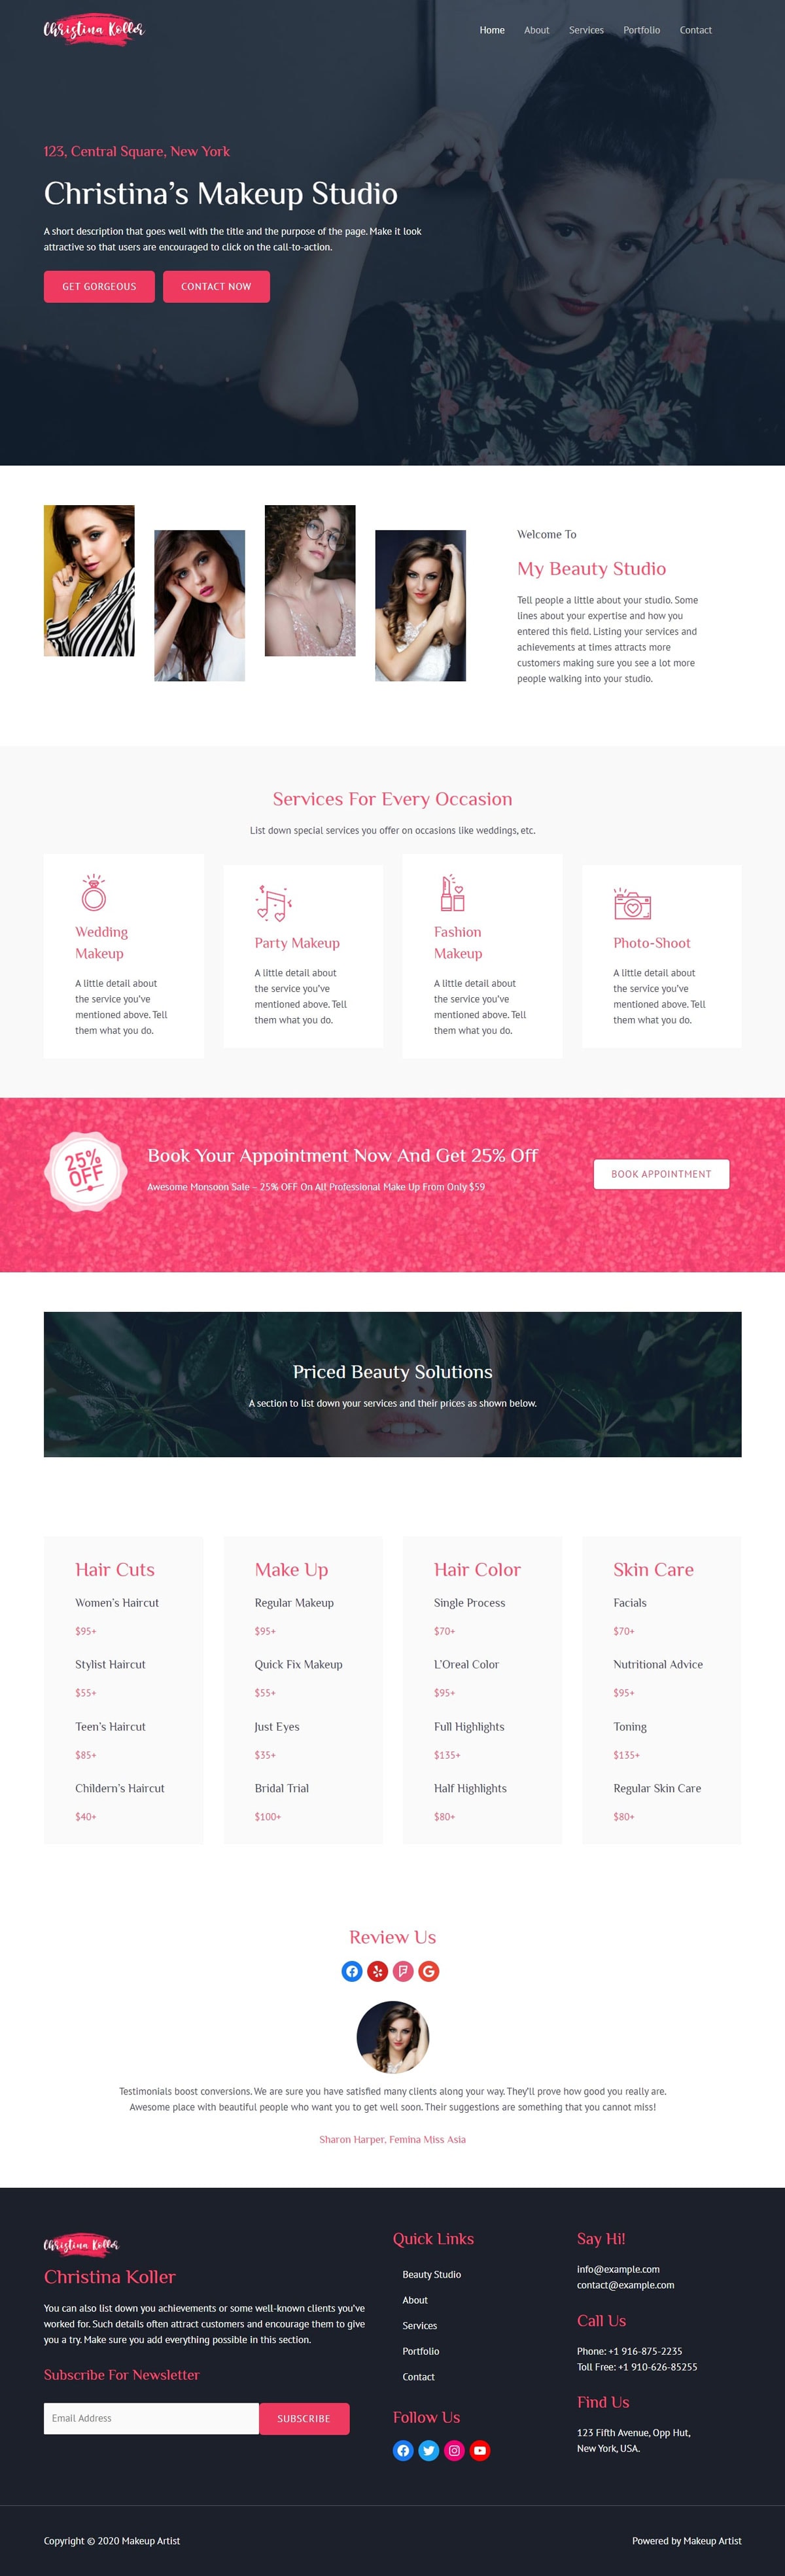 Christina Koller
Home About Services Portfolio Contact
123, Central Square, New York
Christina’s Makeup Studio
A short description that goes well with the title and the purpose of the page. Make it look
attractive so that users are encouraged to click on the call-to-action.
GET GORGEOUS CONTACT NOW
Welcome To
My Beauty Studio
Tell people a little about your studio. Some
lines about your expertise and how you
entered this field. Listing your services and
achievements at times attracts more
customers making sure you see a lot more
people walking into your studio.
Services For Every Occasion
List down special services you offer on occasions like weddings, etc.
Wedding
Makeup
A little detail about
the service you’ve
mentioned above. Tell
them what you do.
Party Makeup
A little detail about
the service you’ve
mentioned above. Tell
them what you do.
Fashion
Makeup
A little detail about
the service you’ve
mentioned above. Tell
them what you do.
Photo-Shoot
A little detail about
the service you’ve
mentioned above. Tell
them what you do.
25%
OFF
Book Your Appointment Now And Get 25% Off
Awesome Monsoon Sale – 25% OFF On All Professional Make Up From Only $59
BOOK APPOINTMENT
Priced Beauty Solutions
A section to list down your services and their prices as shown below.
Hair Cuts
Women’s Haircut
$95+
Stylist Haircut
$55+
Teen’s Haircut
$85+
Childern’s Haircut
$40+
Make Up
Regular Makeup
$95+
Quick Fix Makeup
$55+
Just Eyes
$35+
Bridal Trial
$100+
Hair Color
Single Process
$70+
L’Oreal Color
$95+
Full Highlights
$135+
Half Highlights
$80+
Skin Care
Facials
$70+
Nutritional Advice
$95+
Toning
$135+
Regular Skin Care
$80+
Review Us
Testimonials boost conversions. We are sure you have satisfied many clients along your way. They’ll prove how good you really are.
Awesome place with beautiful people who want you to get well soon. Their suggestions are something that you cannot miss!
Sharon Harper, Femina Miss Asia
Christina Koller
Christina Koller
You can also list down you achievements or some well-known clients you’ve
worked for. Such details often attract customers and encourage them to give
you a try. Make sure you add everything possible in this section.
Subscribe For Newsletter
Email Address SUBSCRIBE
Quick Links
Beauty Studio
About
Services
Portfolio
Contact
Follow Us
Say Hi!
info@example.com
contact@example.com
Call Us
Phone: +1 916-875-2235
Toll Free: +1 910-626-85255
Find Us
123 Fifth Avenue, Opp Hut,
New York, USA.
Copyright © 2020 Makeup Artist
Powered by Makeup Artist